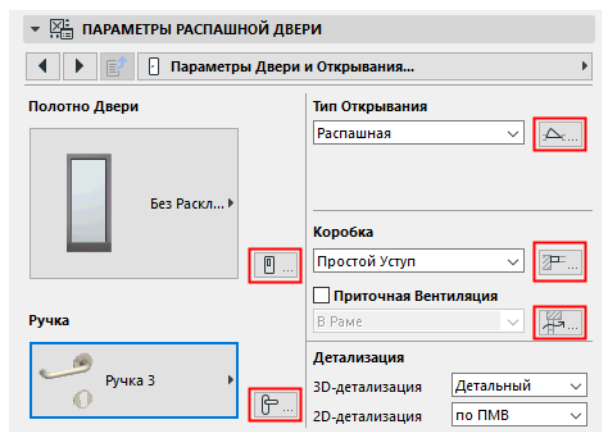 ПАРАМЕТРЫ РАСПАШНОЙ ДВЕРИ
Параметры Двери и Открывания...
Полотно Двери
Без Раскл...
...
Ручка
Ручка 3
...
Тип Открывания
Распашная
...
Коробка
Простой Уступ
...
Приточная Вентиляция
В Раме
...
Детализация
3D-детализация Детальный
2D-детализация по ПМВ